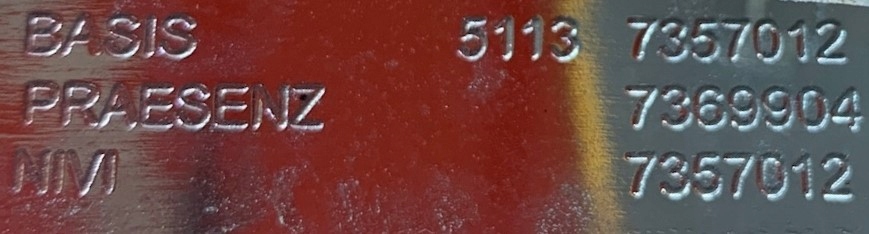 BASIS 5113 7357012
PRAESENZ 7369904
NIVI 7357012